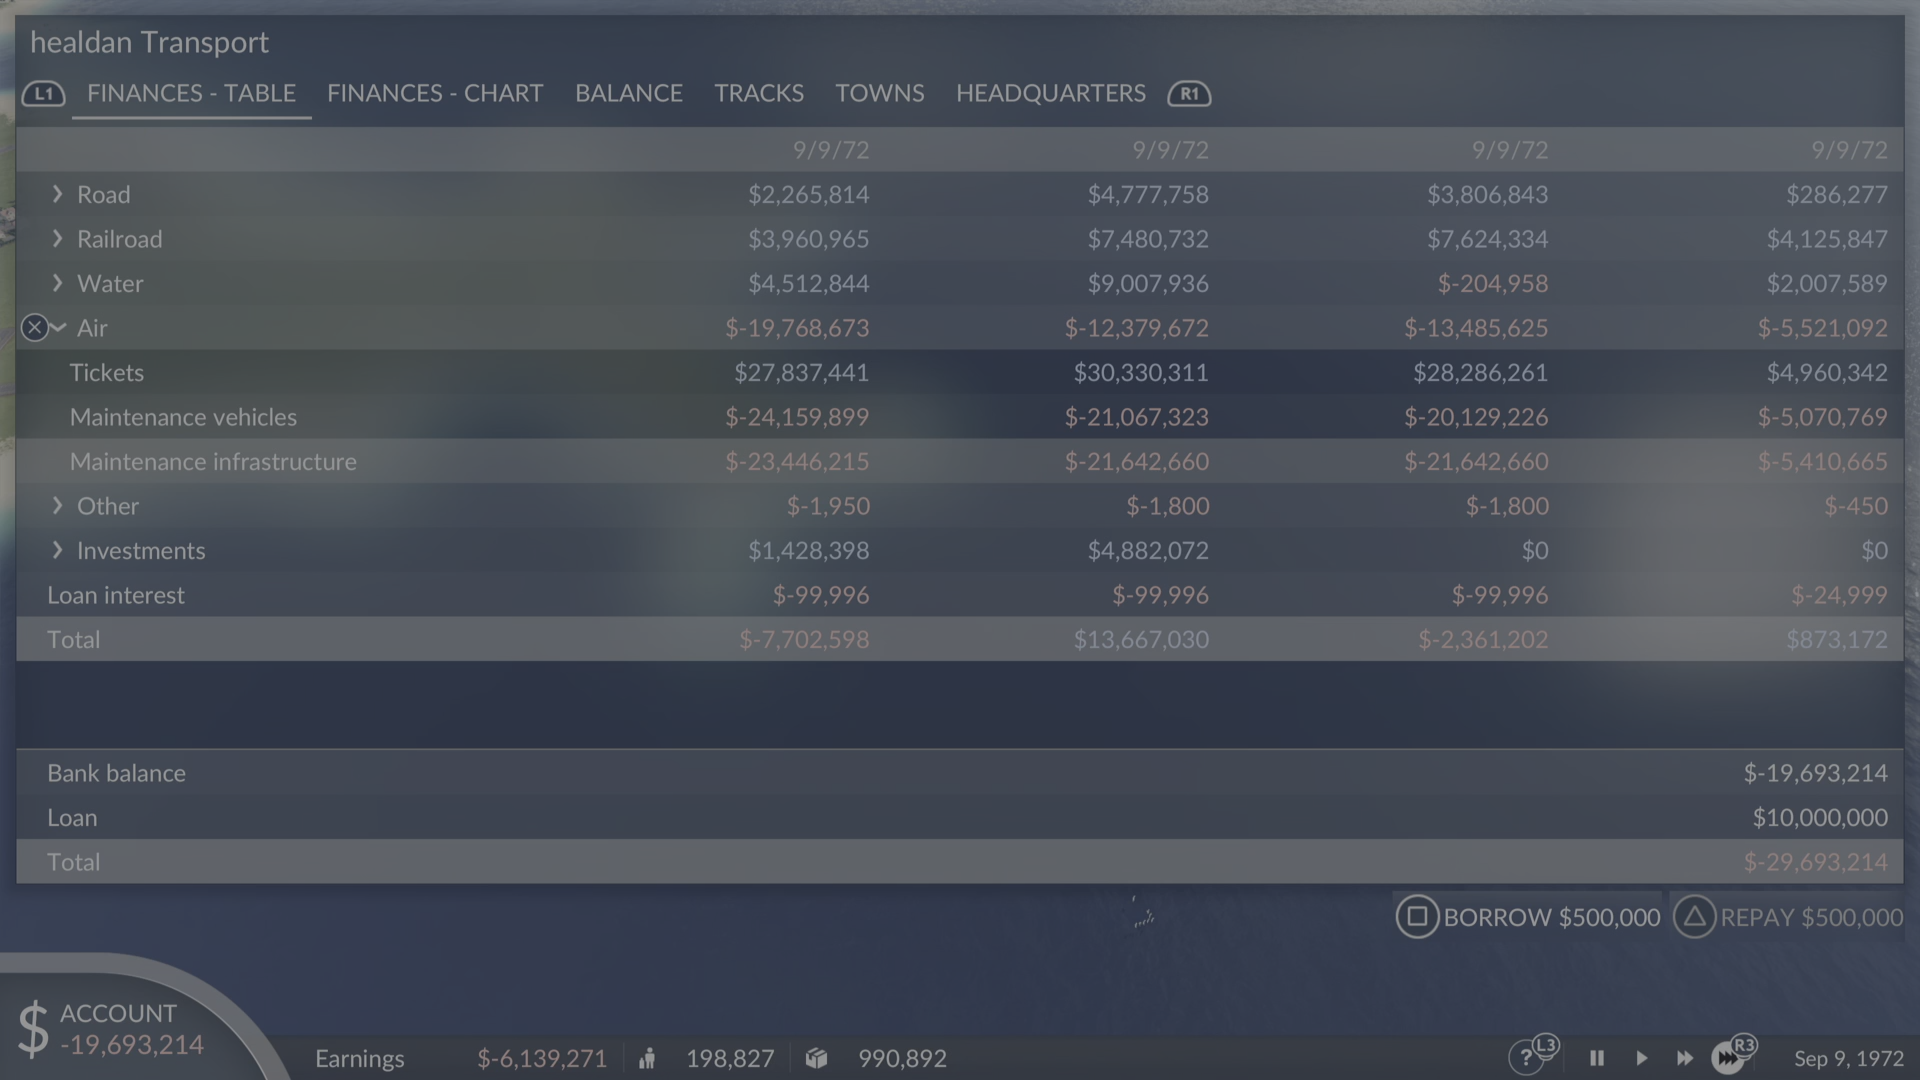 healdan Transport
L1 FINANCES - TABLE FINANCES - CHART BALANCE TRACKS TOWNS HEADQUARTERS R1
9/9/72 9/9/72 9/9/72 9/9/72
Road $2,265,814 $4,777,758 $3,806,843 $286,277
Railroad $3,960,965 $7,480,732 $7,624,334 $4,125,847
Water $4,512,844 $9,007,936 $-204,958 $2,007,589
Air $-19,768,673 $-12,379,672 $-13,485,625 $-5,521,092
Tickets $27,837,441 $30,330,311 $28,286,261 $4,960,342
Maintenance vehicles $-24,159,899 $-21,067,323 $-20,129,226 $-5,070,769
Maintenance infrastructure $-23,446,215 $-21,642,660 $-21,642,660 $-5,410,665
Other $-1,950 $-1,800 $-1,800 $-450
Investments $1,428,398 $4,882,072 $0 $0
Loan interest $-99,996 $-99,996 $-99,996 $-24,999
Total $-7,702,598 $13,667,030 $-2,361,202 $873,172
Bank balance $-19,693,214
Loan $10,000,000
Total $-29,693,214
BORROW $500,000 REPAY $500,000
$ ACCOUNT
-19,693,214
Earnings $-6,139,271 198,827 990,892 ? L3 R3 Sep 9, 1972